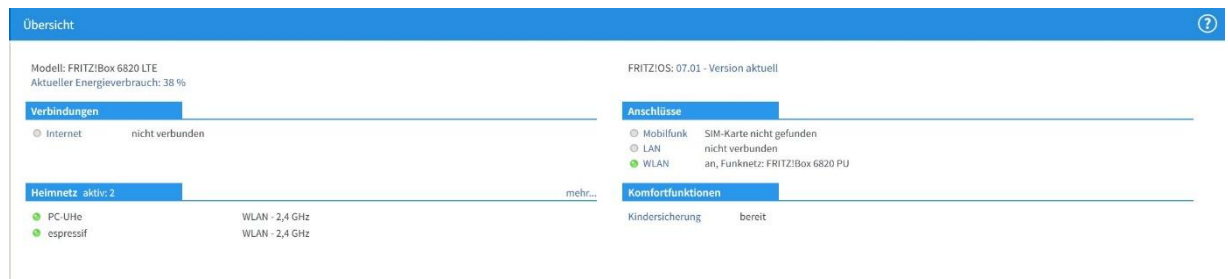 Übersicht
?
Modell: FRITZ!Box 6820 LTE
Aktueller Energieverbrauch: 38 %
FRITZ!OS: 07.01 - Version aktuell
Verbindungen
Internet nicht verbunden
Anschlüsse
Mobilfunk SIM-Karte nicht gefunden
LAN nicht verbunden
WLAN an, Funknetz: FRITZ!Box 6820 PU
Heimnetz aktiv: 2 mehr...
PC-UHe WLAN - 2,4 GHz
espressif WLAN - 2,4 GHz
Komfortfunktionen
Kindersicherung bereit